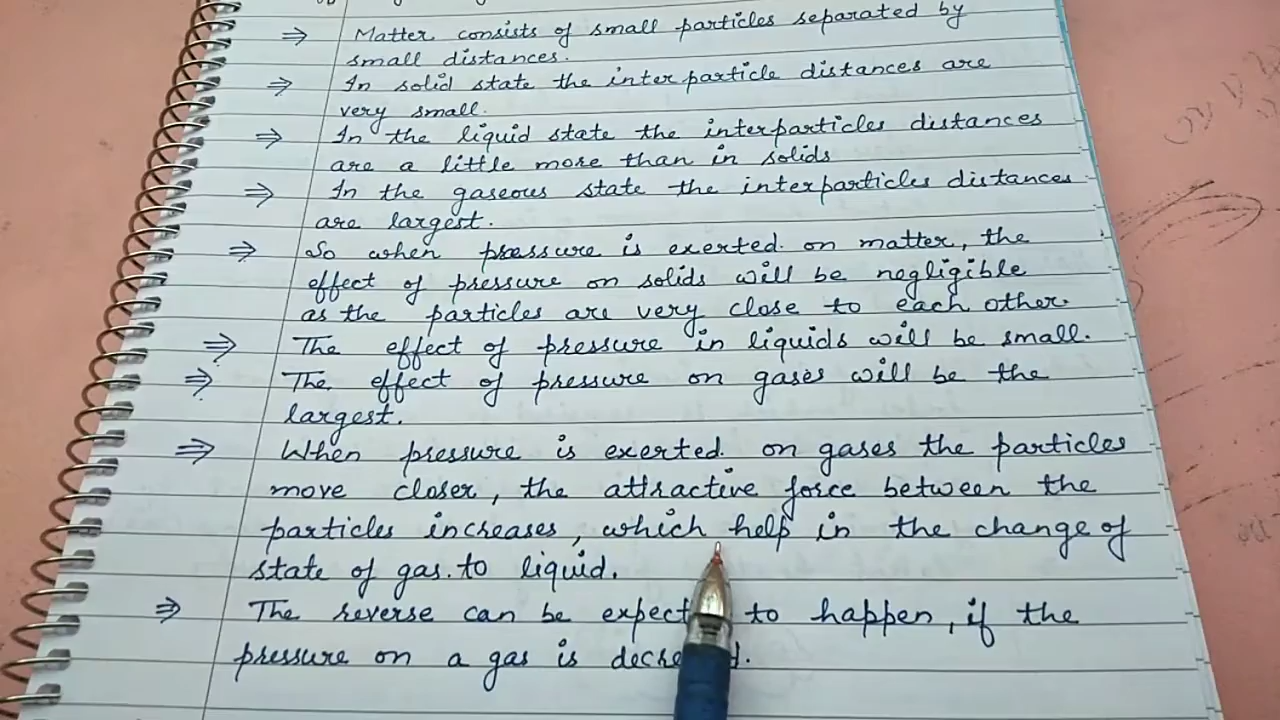 ⇒ Matter consists of small particles separated by
small distances.
⇒ In solid state the interparticle distances are
very small.
⇒ In the liquid state the interparticles distances
are a little more than in solids
⇒ In the gaseous state the interparticles distances
are largest.
⇒ So when pressure is exerted on matter, the
effect of pressure on solids will be negligible
as the particles are very close to each other.
⇒ The effect of pressure in liquids will be small.
⇒ The effect of pressure on gases will be the
largest.
⇒ When pressure is exerted on gases the particles
move closer, the attractive force between the
particles increases, which help in the change of
state of gas to liquid.
⇒ The reverse can be expect to happen, if the
pressure on a gas is